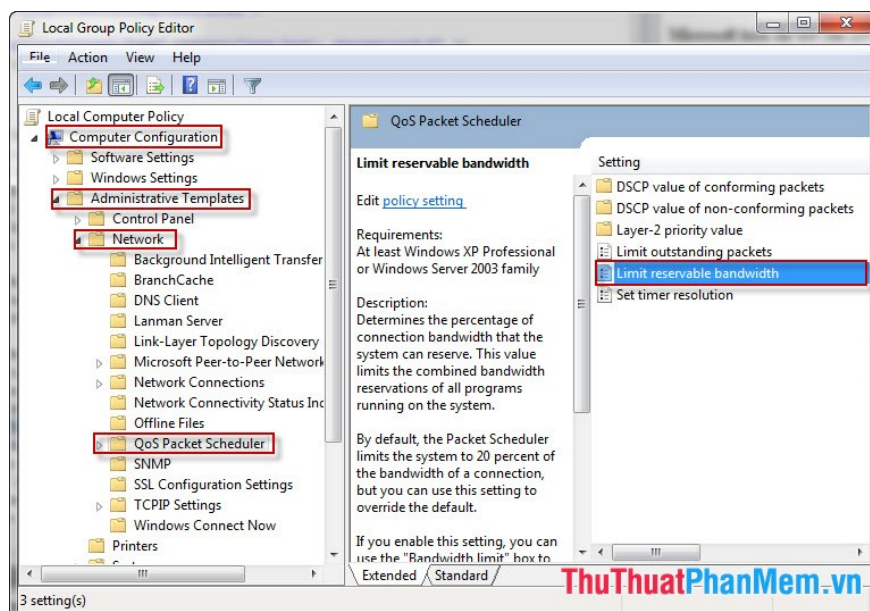 Local Group Policy Editor
File Action View Help
Local Computer Policy
Computer Configuration
Software Settings
Windows Settings
Administrative Templates
Control Panel
Network
Background Intelligent Transfer
BranchCache
DNS Client
Lanman Server
Link-Layer Topology Discovery
Microsoft Peer-to-Peer Network
Network Connections
Network Connectivity Status Inc
Offline Files
QoS Packet Scheduler
SNMP
SSL Configuration Settings
TCPIP Settings
Windows Connect Now
Printers
QoS Packet Scheduler
Limit reservable bandwidth
Edit policy setting
Requirements:
At least Windows XP Professional
or Windows Server 2003 family
Description:
Determines the percentage of
connection bandwidth that the
system can reserve. This value
limits the combined bandwidth
reservations of all programs
running on the system.
By default, the Packet Scheduler
limits the system to 20 percent of
the bandwidth of a connection,
but you can use this setting to
override the default.
If you enable this setting, you can
use the "Bandwidth limit" box to
Setting
DSCP value of conforming packets
DSCP value of non-conforming packets
Layer-2 priority value
Limit outstanding packets
Limit reservable bandwidth
Set timer resolution
Extended Standard
3 setting(s)
ThuThuatPhanMem.vn